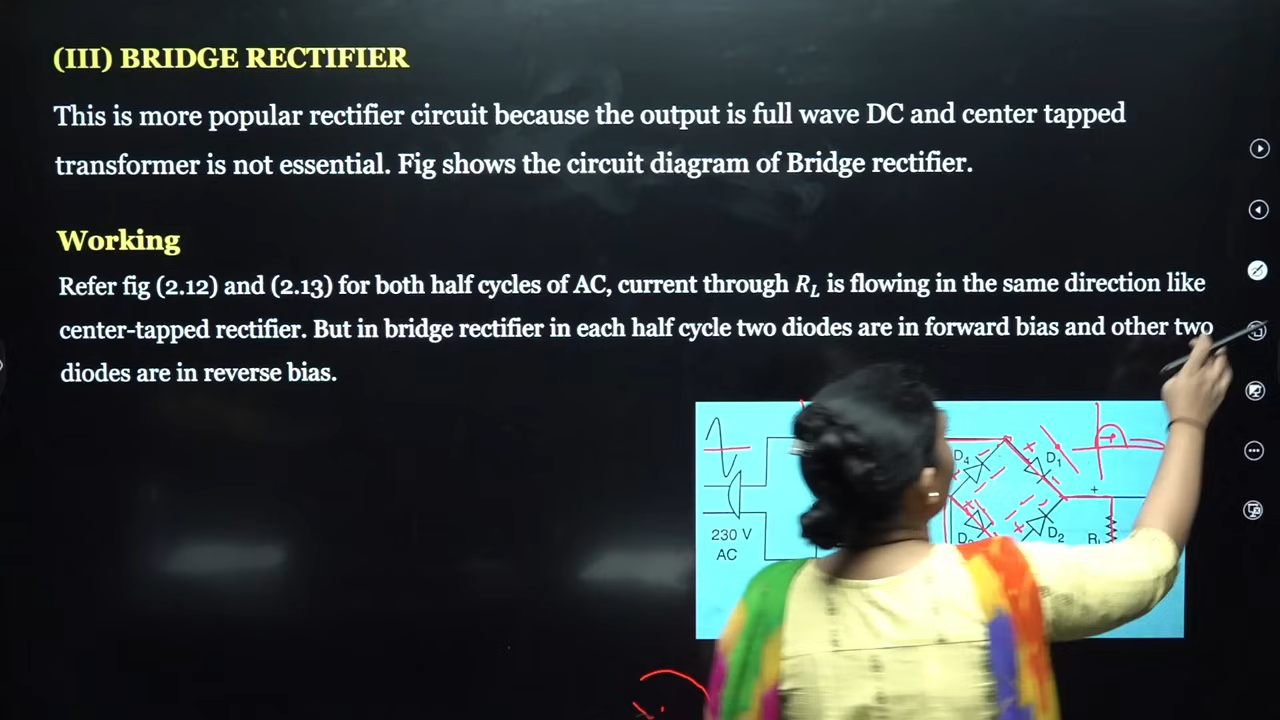 (III) BRIDGE RECTIFIER
This is more popular rectifier circuit because the output is full wave DC and center tapped
transformer is not essential. Fig shows the circuit diagram of Bridge rectifier.
Working
Refer fig (2.12) and (2.13) for both half cycles of AC, current through R_L is flowing in the same direction like
center-tapped rectifier. But in bridge rectifier in each half cycle two diodes are in forward bias and other two
diodes are in reverse bias.
D4
D1
+
230 V
AC
D2